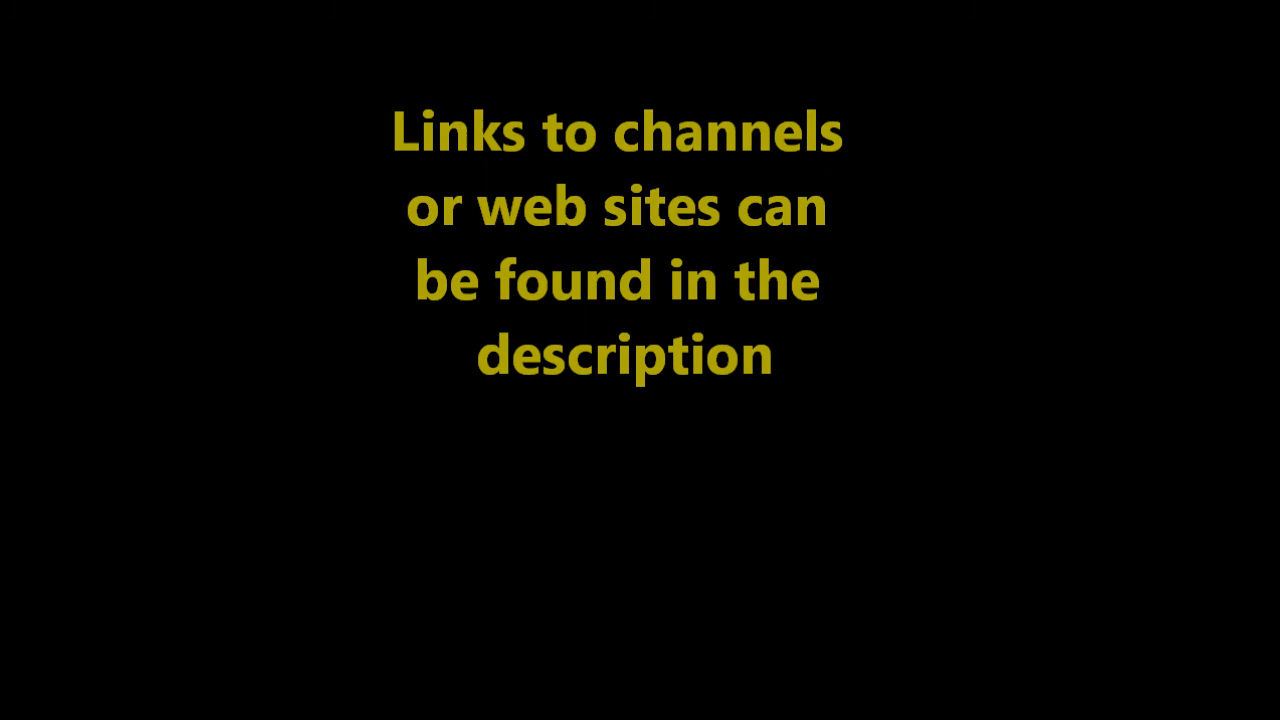 Links to channels
or web sites can
be found in the
description